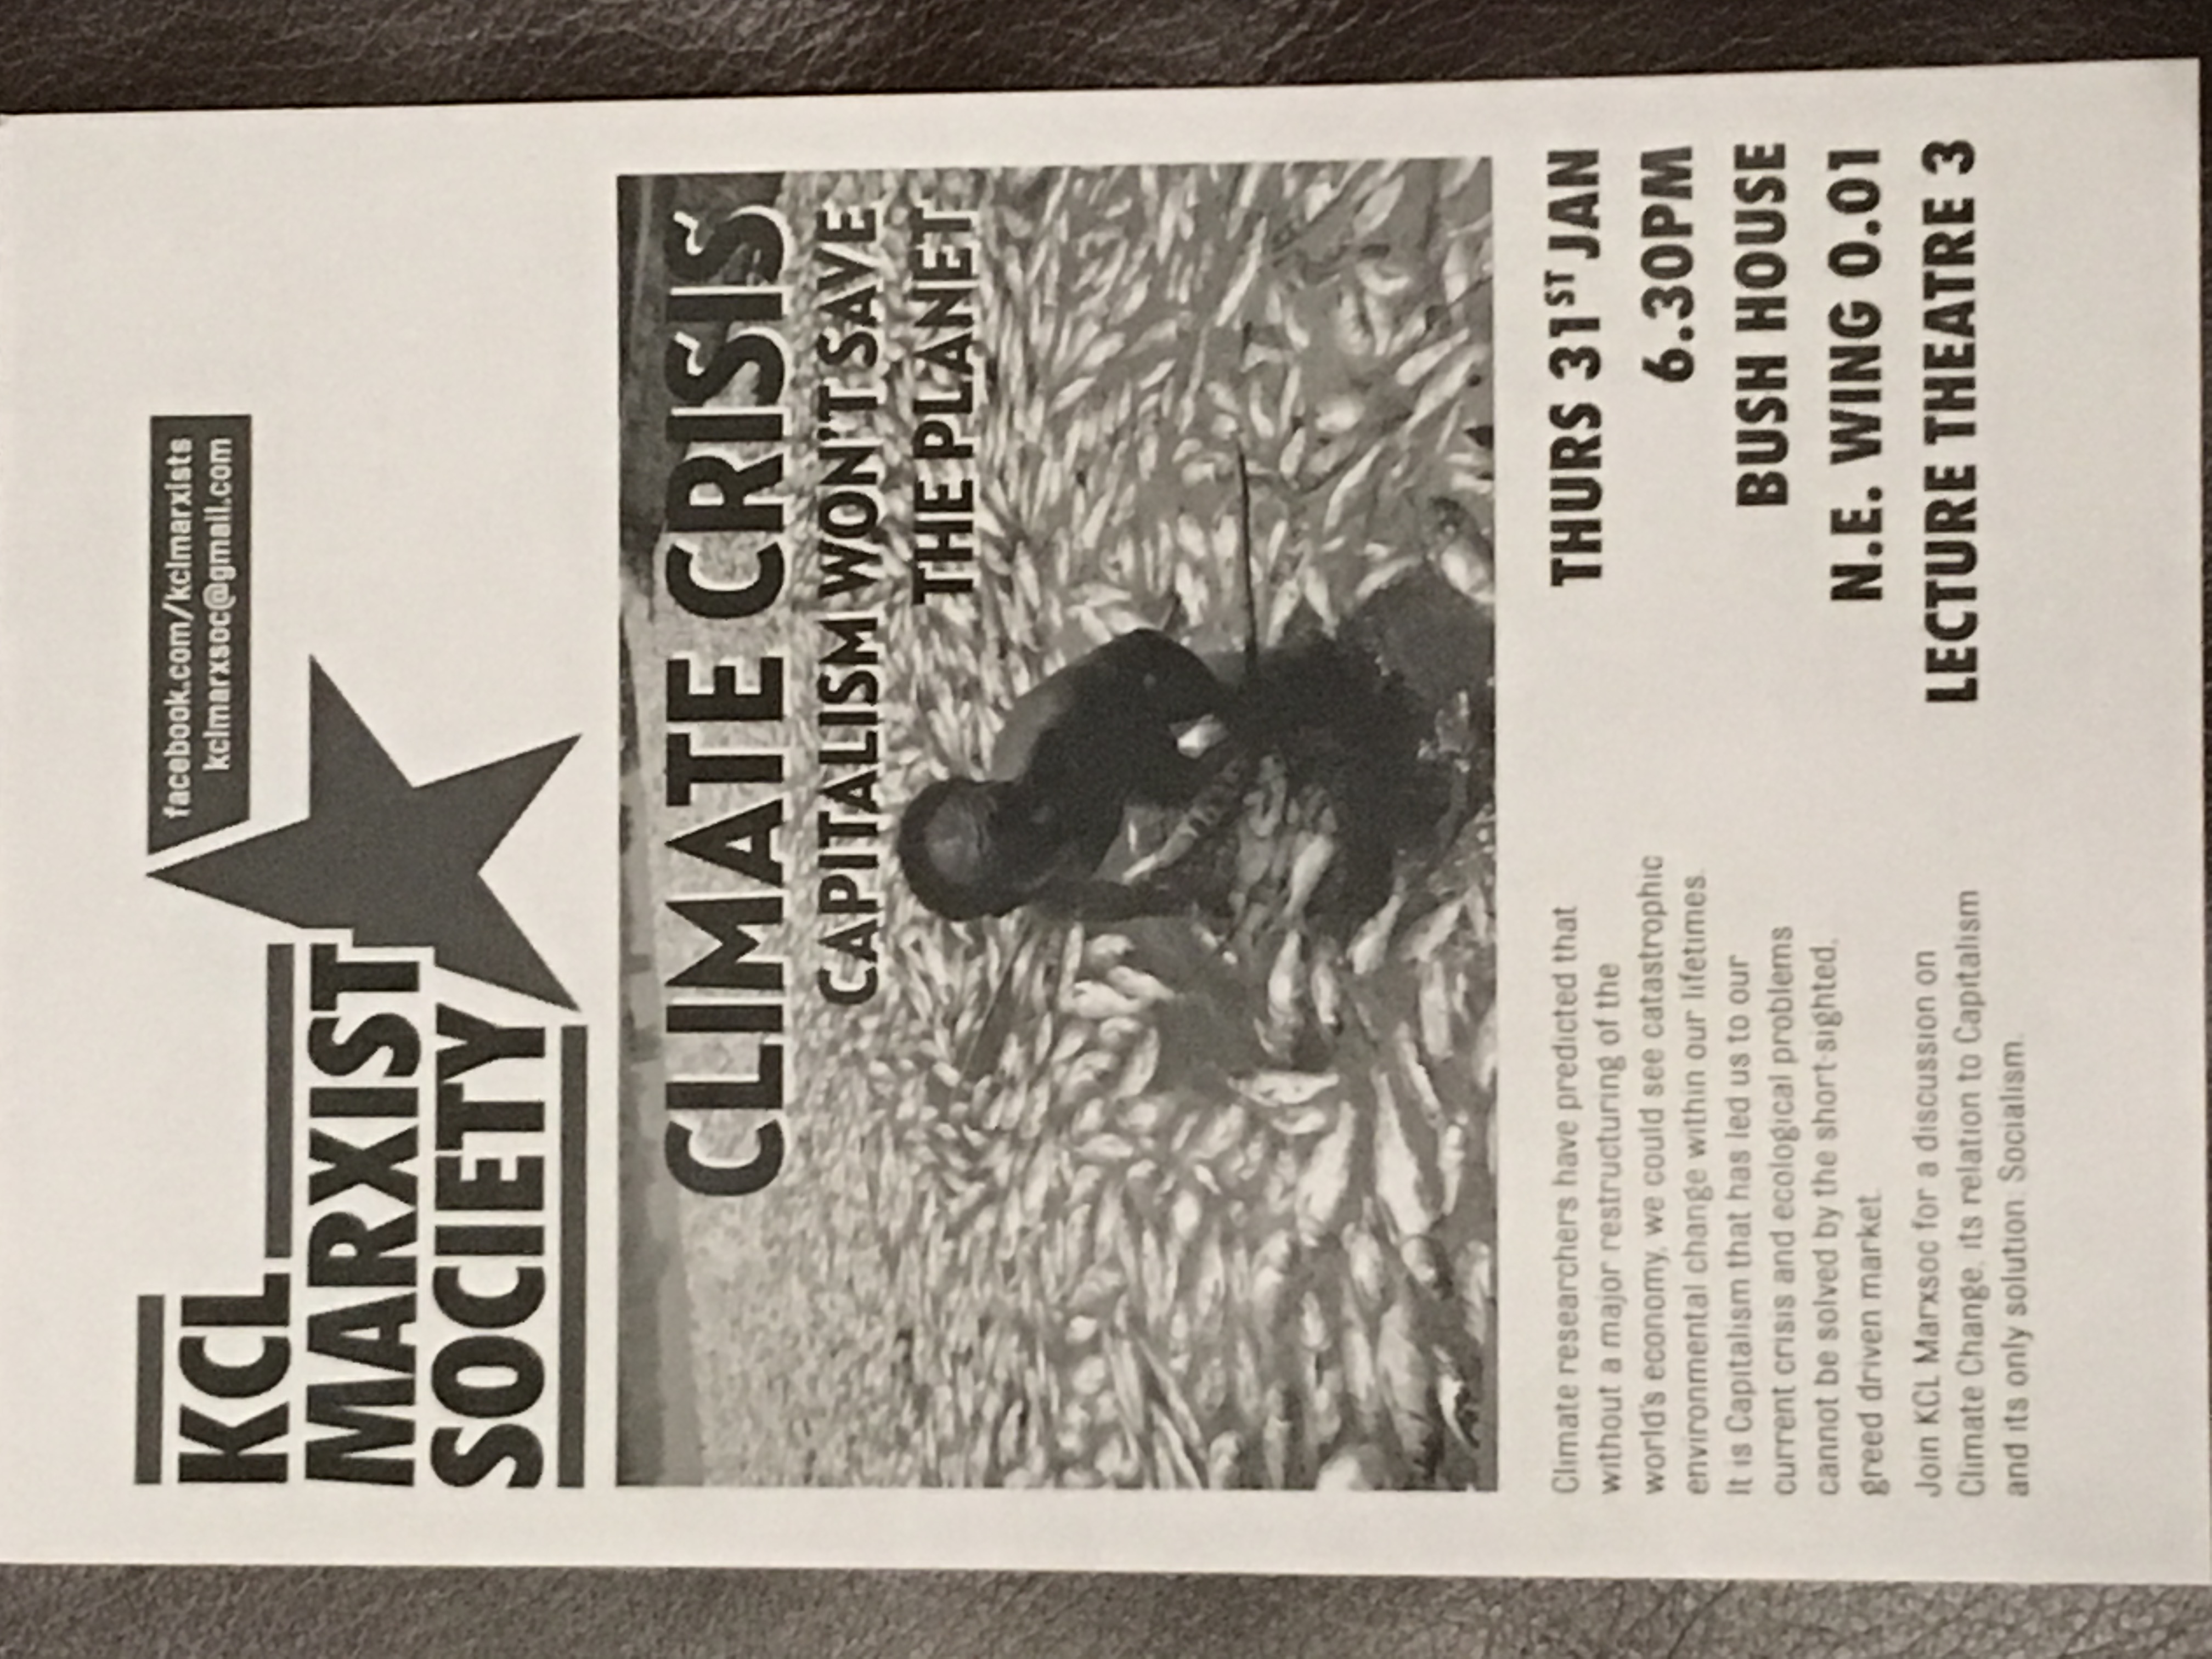 KCL
MARXIST
SOCIETY
facebook.com/kclmarxists
kclmarxsoc@gmail.com
CLIMATE CRISIS
CAPITALISM WON'T SAVE
THE PLANET
Climate researchers have predicted that
without a major restructuring of the
world's economy, we could see catastrophic
environmental change within our lifetimes.
It is Capitalism that has led us to our
current crisis and ecological problems
cannot be solved by the short-sighted,
greed driven market.
Join KCL Marxsoc for a discussion on
Climate Change, its relation to Capitalism
and its only solution: Socialism.
THURS 31ST JAN
6.30PM
BUSH HOUSE
N.E. WING 0.01
LECTURE THEATRE 3